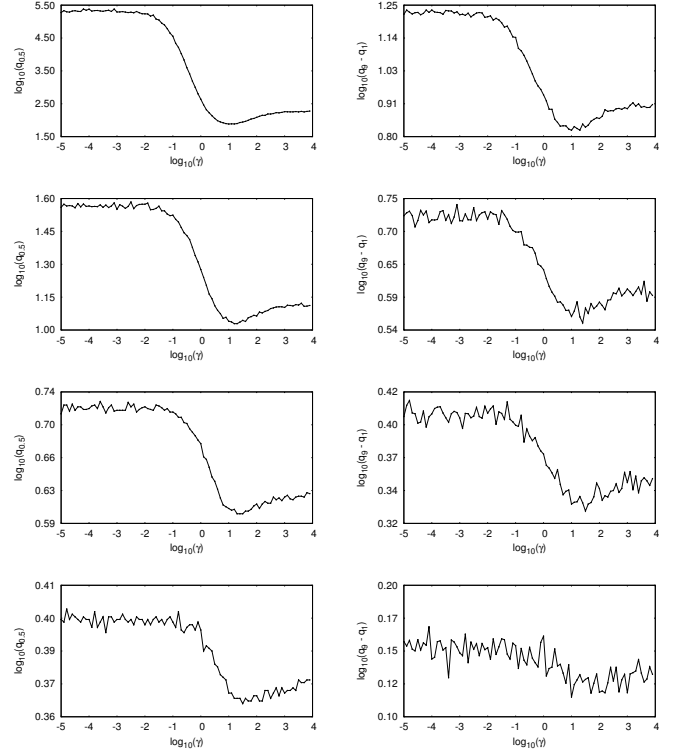 5.50
4.50
3.50
2.50
1.50
log₁₀(q₀.₅)
-5 -4 -3 -2 -1 0 1 2 3 4
log₁₀(γ)
1.25
1.14
1.03
0.91
0.80
log₁₀(q₉ - q₁)
-5 -4 -3 -2 -1 0 1 2 3 4
log₁₀(γ)
1.60
1.45
1.30
1.15
1.00
log₁₀(q₀.₅)
-5 -4 -3 -2 -1 0 1 2 3 4
log₁₀(γ)
0.75
0.70
0.65
0.59
0.54
log₁₀(q₉ - q₁)
-5 -4 -3 -2 -1 0 1 2 3 4
log₁₀(γ)
0.74
0.70
0.66
0.63
0.59
log₁₀(q₀.₅)
-5 -4 -3 -2 -1 0 1 2 3 4
log₁₀(γ)
0.42
0.40
0.37
0.34
0.32
log₁₀(q₉ - q₁)
-5 -4 -3 -2 -1 0 1 2 3 4
log₁₀(γ)
0.41
0.40
0.39
0.37
0.36
log₁₀(q₀.₅)
-5 -4 -3 -2 -1 0 1 2 3 4
log₁₀(γ)
0.20
0.17
0.15
0.12
0.10
log₁₀(q₉ - q₁)
-5 -4 -3 -2 -1 0 1 2 3 4
log₁₀(γ)